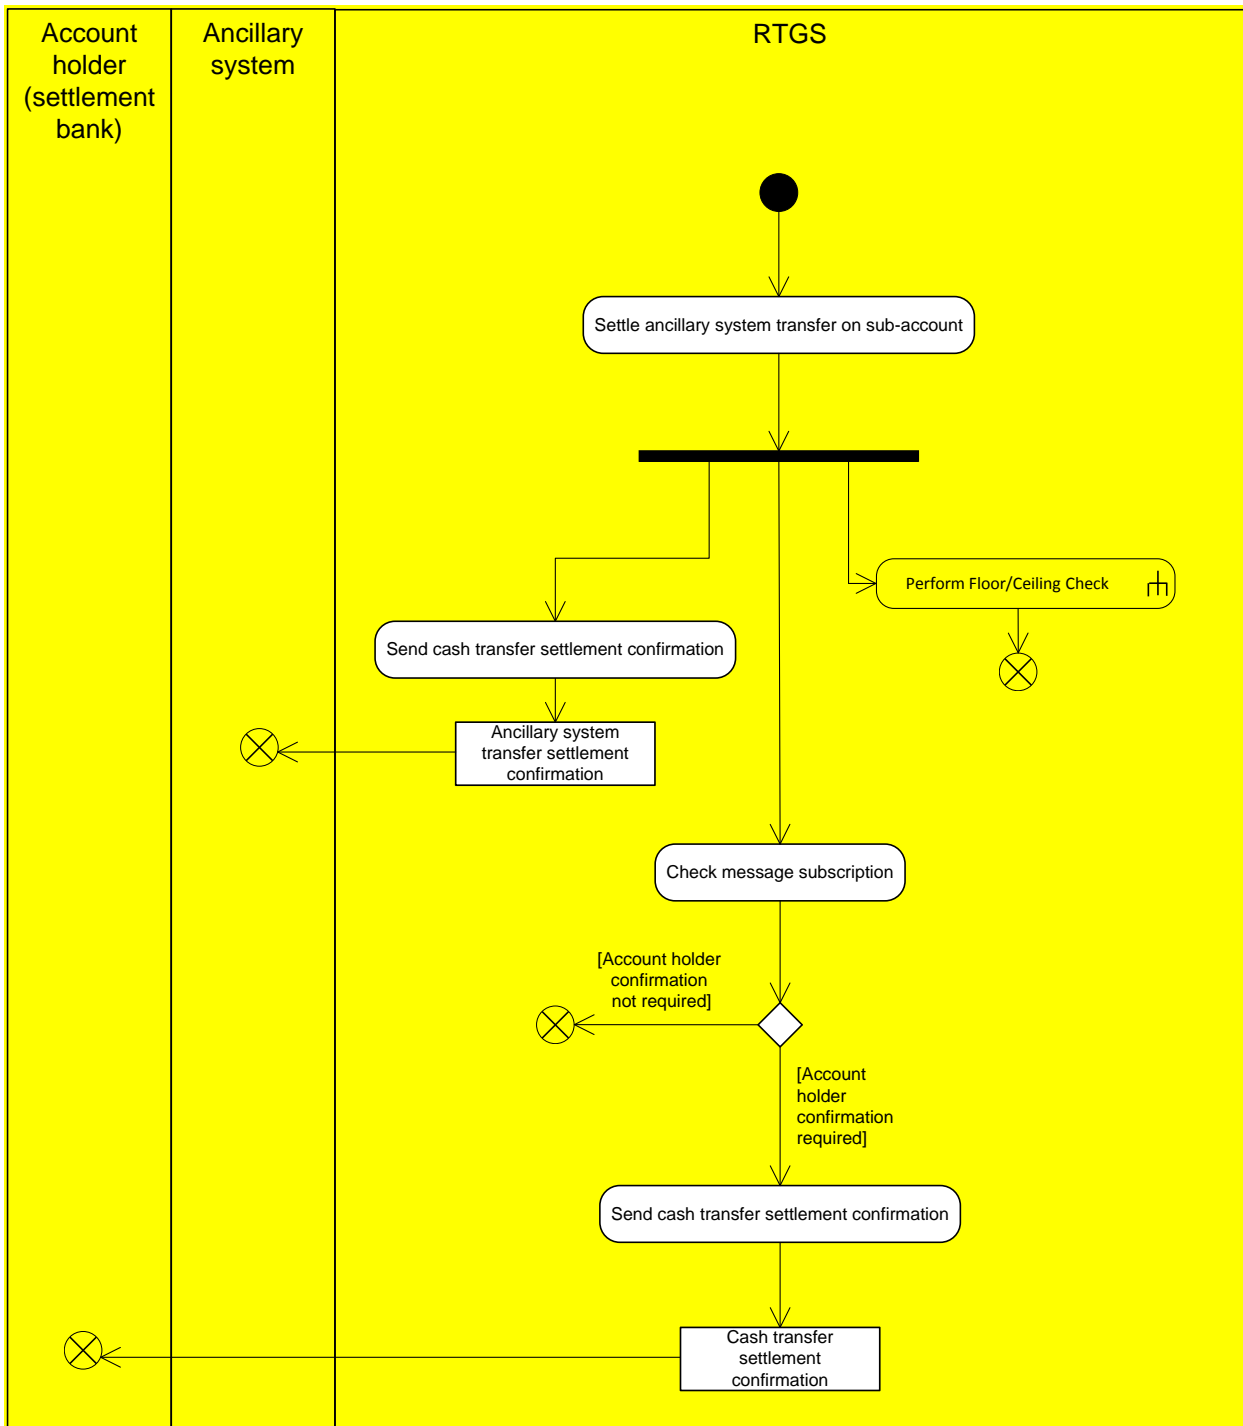 Account
holder
(settlement
bank)
Ancillary
system
RTGS
Settle ancillary system transfer on sub-account
Perform Floor/Ceiling Check
Send cash transfer settlement confirmation
Ancillary system
transfer settlement
confirmation
Check message subscription
[Account holder
confirmation
not required]
[Account
holder
confirmation
required]
Send cash transfer settlement confirmation
Cash transfer
settlement
confirmation